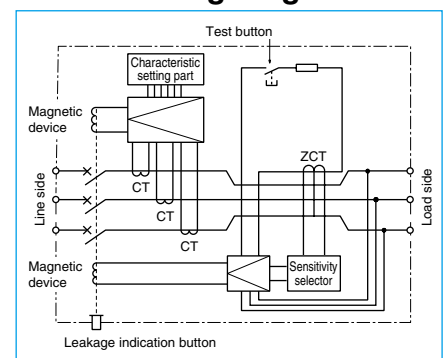 Test button
Characteristic
setting part
Magnetic
device
ZCT
CT
CT
CT
Line side
Load side
Magnetic
device
Sensitivity
selector
Leakage indication button